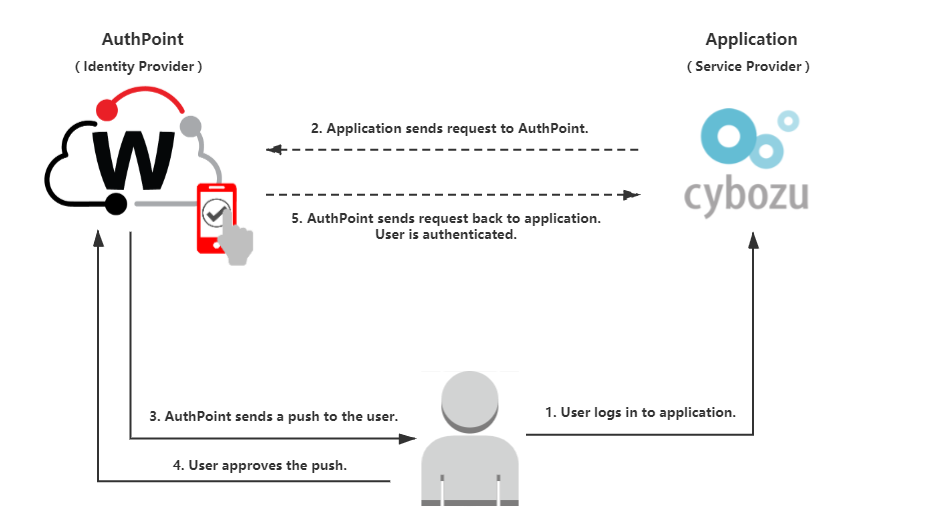 AuthPoint
( Identity Provider )
Application
( Service Provider )
2. Application sends request to AuthPoint.
W
cybozu
5. AuthPoint sends request back to application.
User is authenticated.
3. AuthPoint sends a push to the user.
1. User logs in to application.
4. User approves the push.